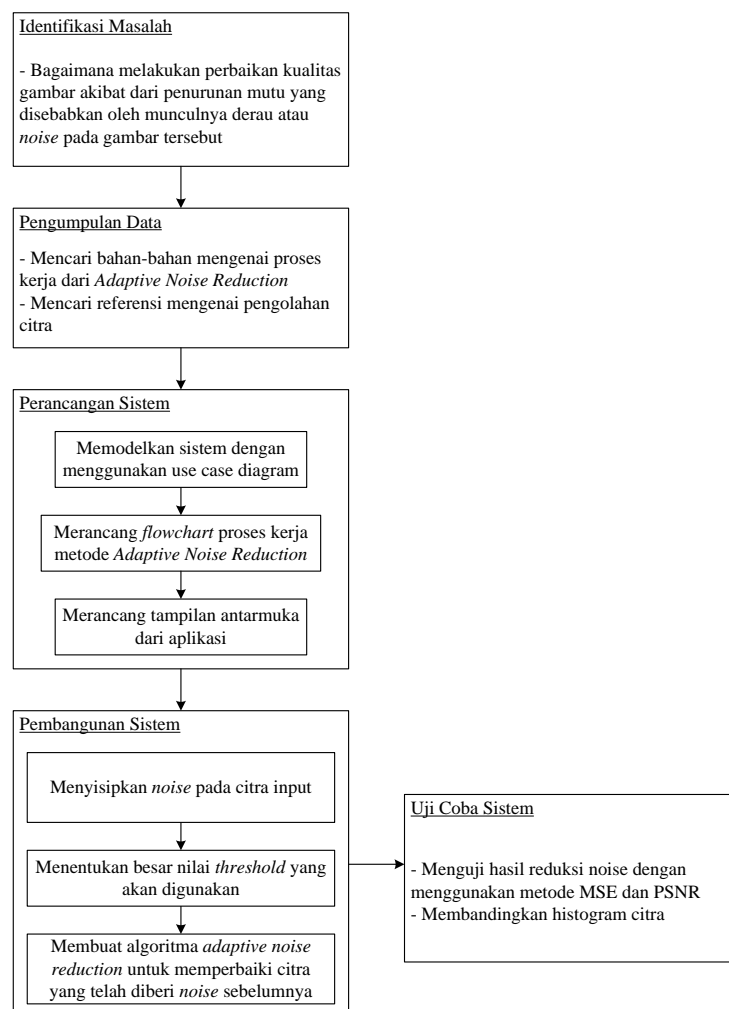 Identifikasi Masalah
- Bagaimana melakukan perbaikan kualitas
gambar akibat dari penurunan mutu yang
disebabkan oleh munculnya derau atau
noise pada gambar tersebut
Pengumpulan Data
- Mencari bahan-bahan mengenai proses
kerja dari Adaptive Noise Reduction
- Mencari referensi mengenai pengolahan
citra
Perancangan Sistem
Memodelkan sistem dengan
menggunakan use case diagram
Merancang flowchart proses kerja
metode Adaptive Noise Reduction
Merancang tampilan antarmuka
dari aplikasi
Pembangunan Sistem
Menyisipkan noise pada citra input
Menentukan besar nilai threshold yang
akan digunakan
Membuat algoritma adaptive noise
reduction untuk memperbaiki citra
yang telah diberi noise sebelumnya
Uji Coba Sistem
- Menguji hasil reduksi noise dengan
menggunakan metode MSE dan PSNR
- Membandingkan histogram citra